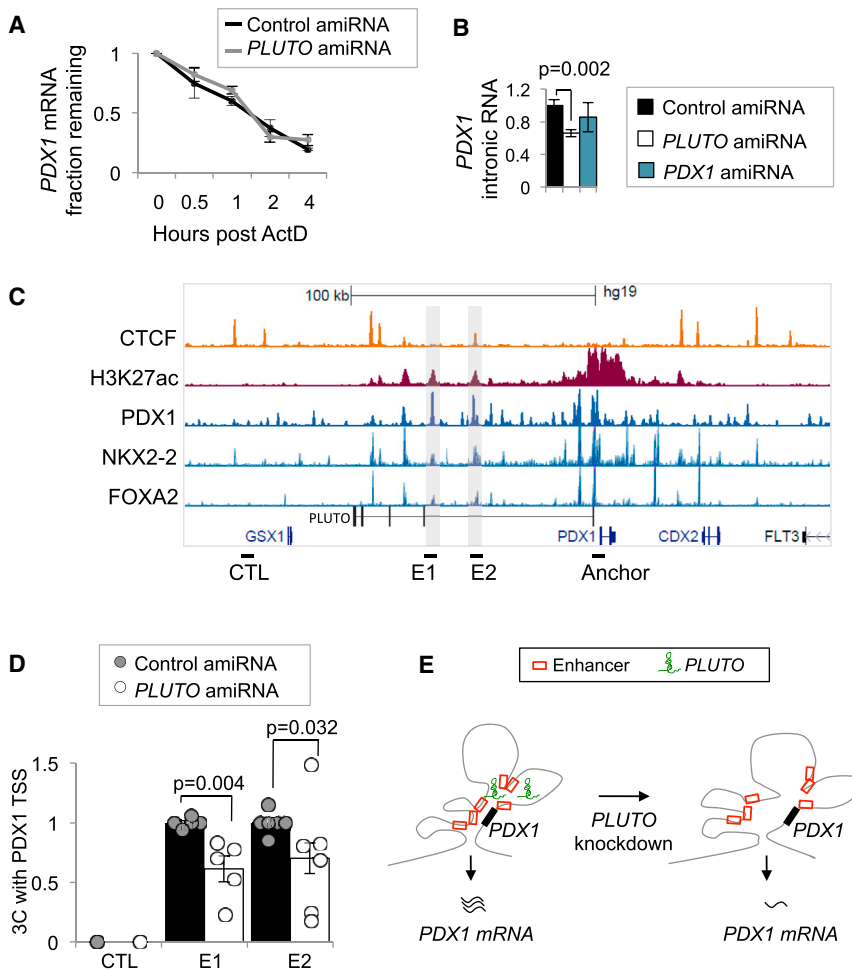 A
Control amiRNA
PLUTO amiRNA
PDX1 mRNA
fraction remaining
1
0.5
0
0 0.5 1 2 4
Hours post ActD
B
p=0.002
PDX1
intronic RNA
1.2
0.8
0.4
0
Control amiRNA
PLUTO amiRNA
PDX1 amiRNA
C
100 kb
hg19
CTCF
H3K27ac
PDX1
NKX2-2
FOXA2
PLUTO
GSX1
PDX1
CDX2
FLT3
CTL
E1
E2
Anchor
D
Control amiRNA
PLUTO amiRNA
3C with PDX1 TSS
1.5
1
0.5
0
p=0.004
p=0.032
CTL
E1
E2
E
Enhancer
PLUTO
PDX1
PLUTO
knockdown
PDX1
PDX1 mRNA
PDX1 mRNA